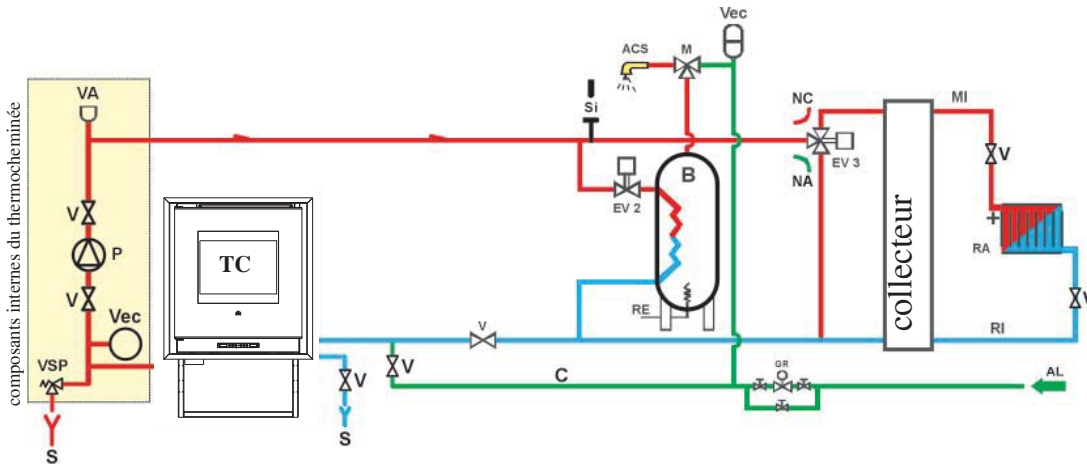 composants internes du thermocheminée
VA
V
P
V
Vec
VSP
S
TC
V
S
V
V
C
Si
EV 2
ACS
M
Vec
B
RE
GR
AL
NC
NA
EV 3
collecteur
MI
V
RA
+
V
RI